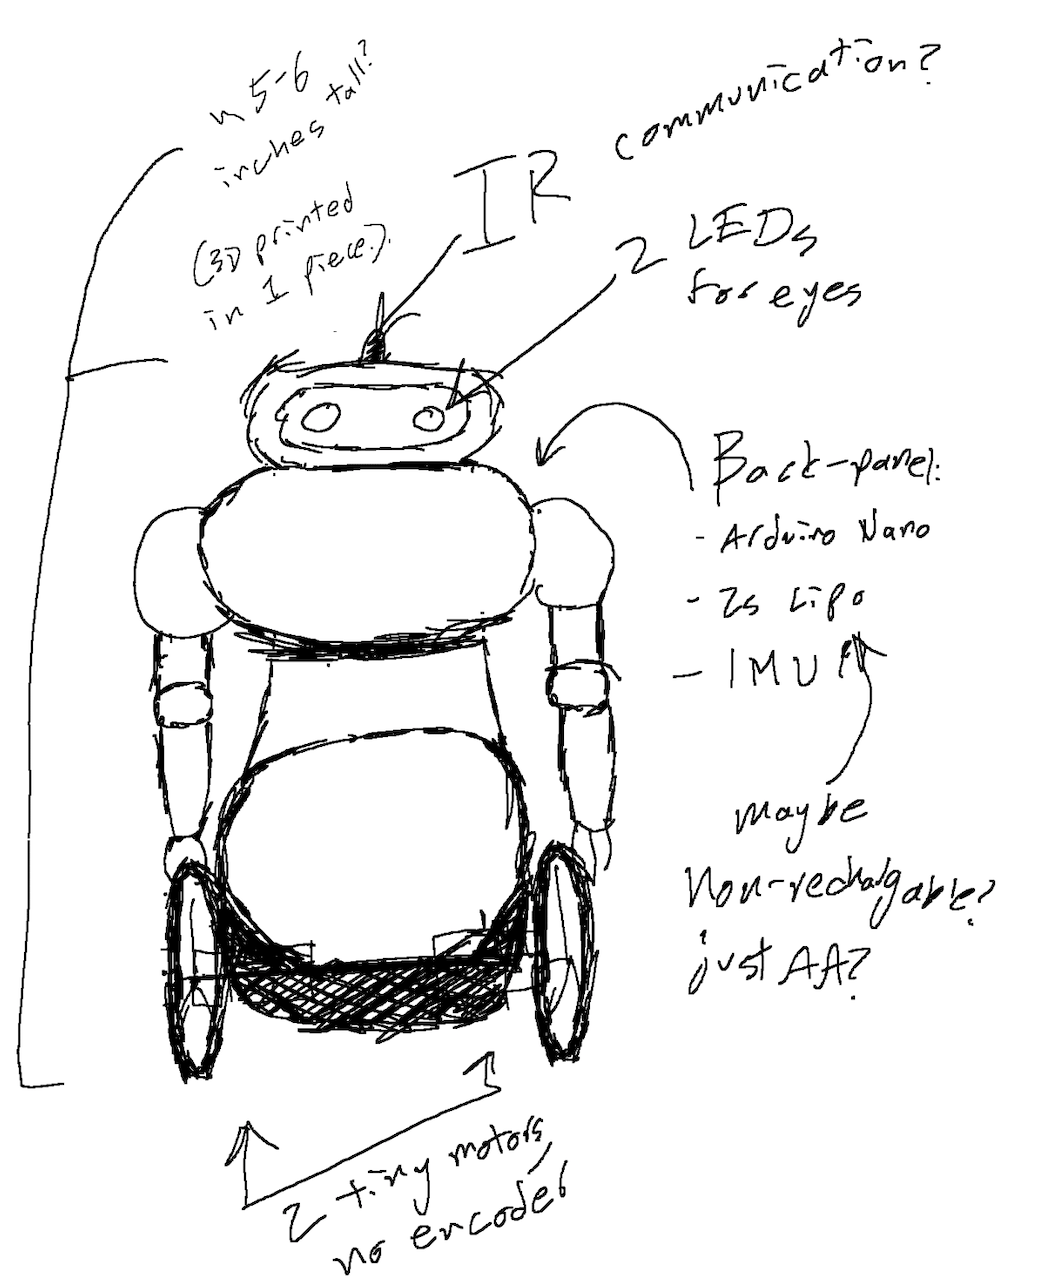 ~ 5-6
inches tall?
(3D printed
in 1 piece?)
IR
communication?
2 LEDs
for eyes
Back-panel:
- Arduino Nano
- 2s Lipo
- IMU
maybe
non-rechargable?
just AA?
2 tiny motors,
no encoder